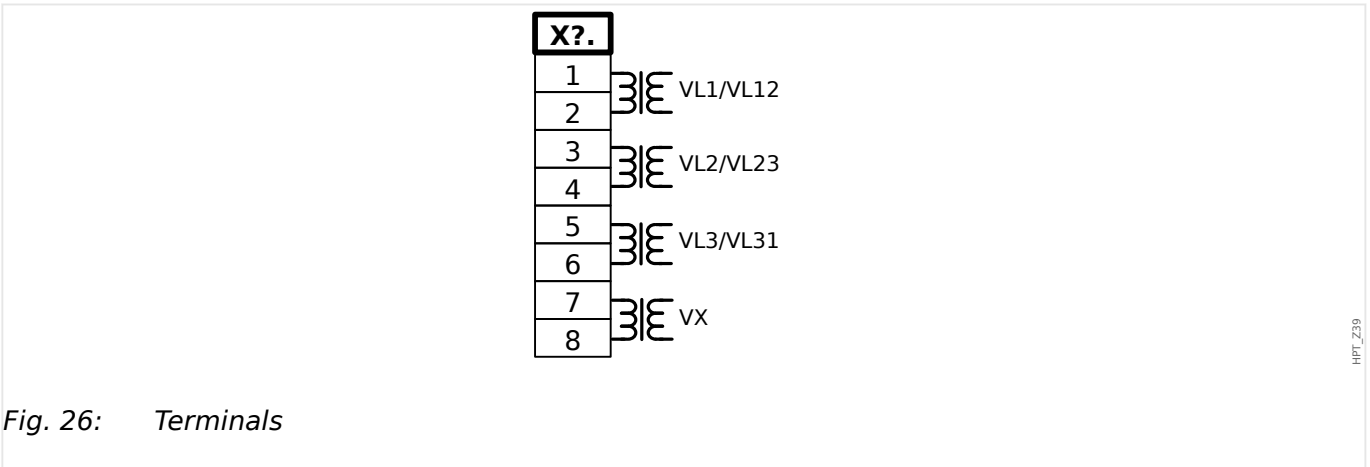 X?.
1
VL1/VL12
2
3
VL2/VL23
4
5
VL3/VL31
6
7
VX
8
HPT_Z39
Fig. 26: Terminals